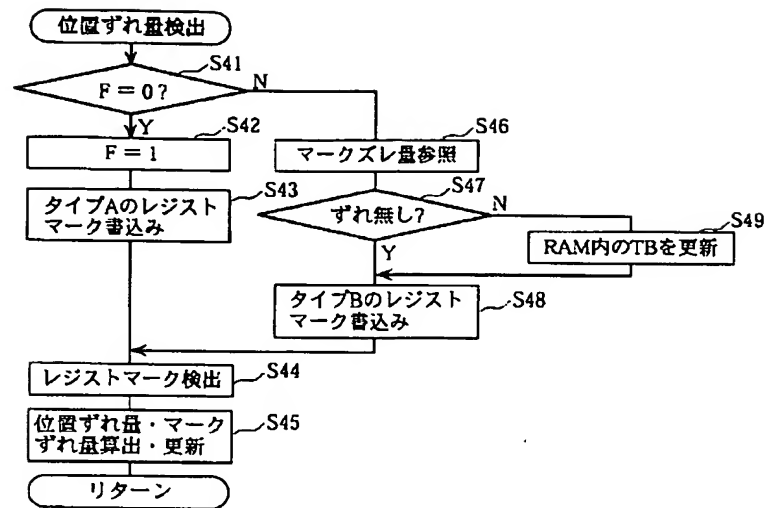 位置ずれ量検出
S41
F = 0?
N
Y
S42
F = 1
S43
タイプAのレジスト
マーク書込み
S46
マークズレ量参照
S47
ずれ無し?
N
Y
S49
RAM内のTBを更新
S48
タイプBのレジスト
マーク書込み
S44
レジストマーク検出
S45
位置ずれ量・マーク
ずれ量算出・更新
リターン